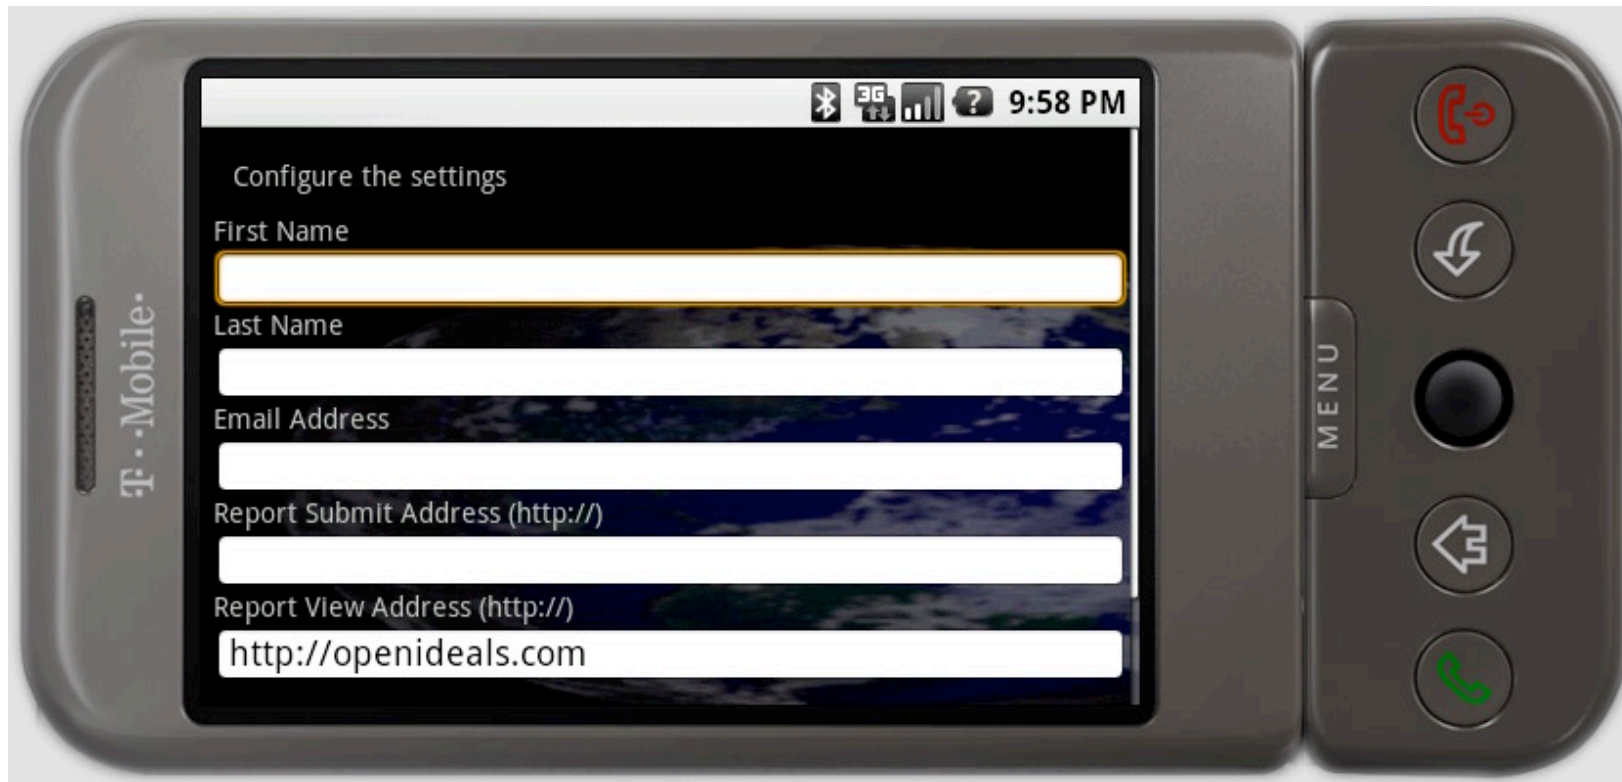 3G
? 9:58 PM
Configure the settings
First Name
Last Name
Email Address
Report Submit Address (http://)
Report View Address (http://)
http://openideals.com
T··Mobile·
MENU